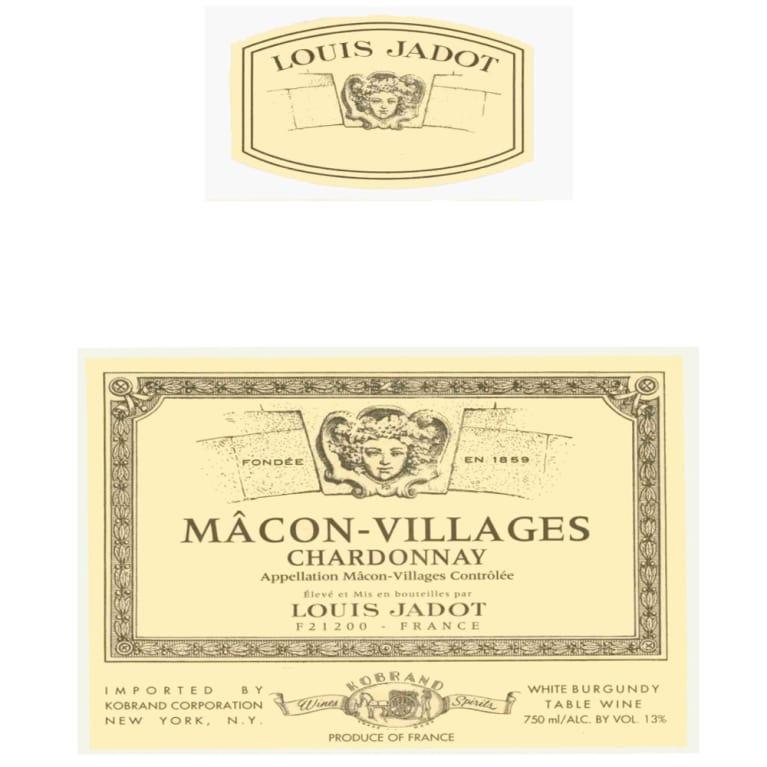 LOUIS JADOT
FONDÉE EN 1859
MÂCON-VILLAGES
CHARDONNAY
Appellation Mâcon-Villages Contrôlée
Élevé et Mis en bouteilles par
LOUIS JADOT
F21200 - FRANCE
IMPORTED BY
KOBRAND CORPORATION
NEW YORK, N.Y.
KOBRAND
Wines Spirits
PRODUCE OF FRANCE
WHITE BURGUNDY
TABLE WINE
750 ml/ALC. BY VOL. 13%